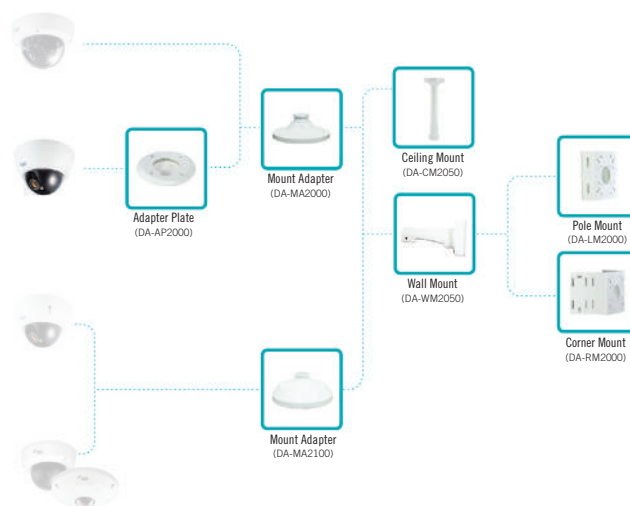 Ceiling Mount
(DA-CM2050)
Mount Adapter
(DA-MA2000)
Adapter Plate
(DA-AP2000)
Pole Mount
(DA-LM2000)
Wall Mount
(DA-WM2050)
Corner Mount
(DA-RM2000)
Mount Adapter
(DA-MA2100)